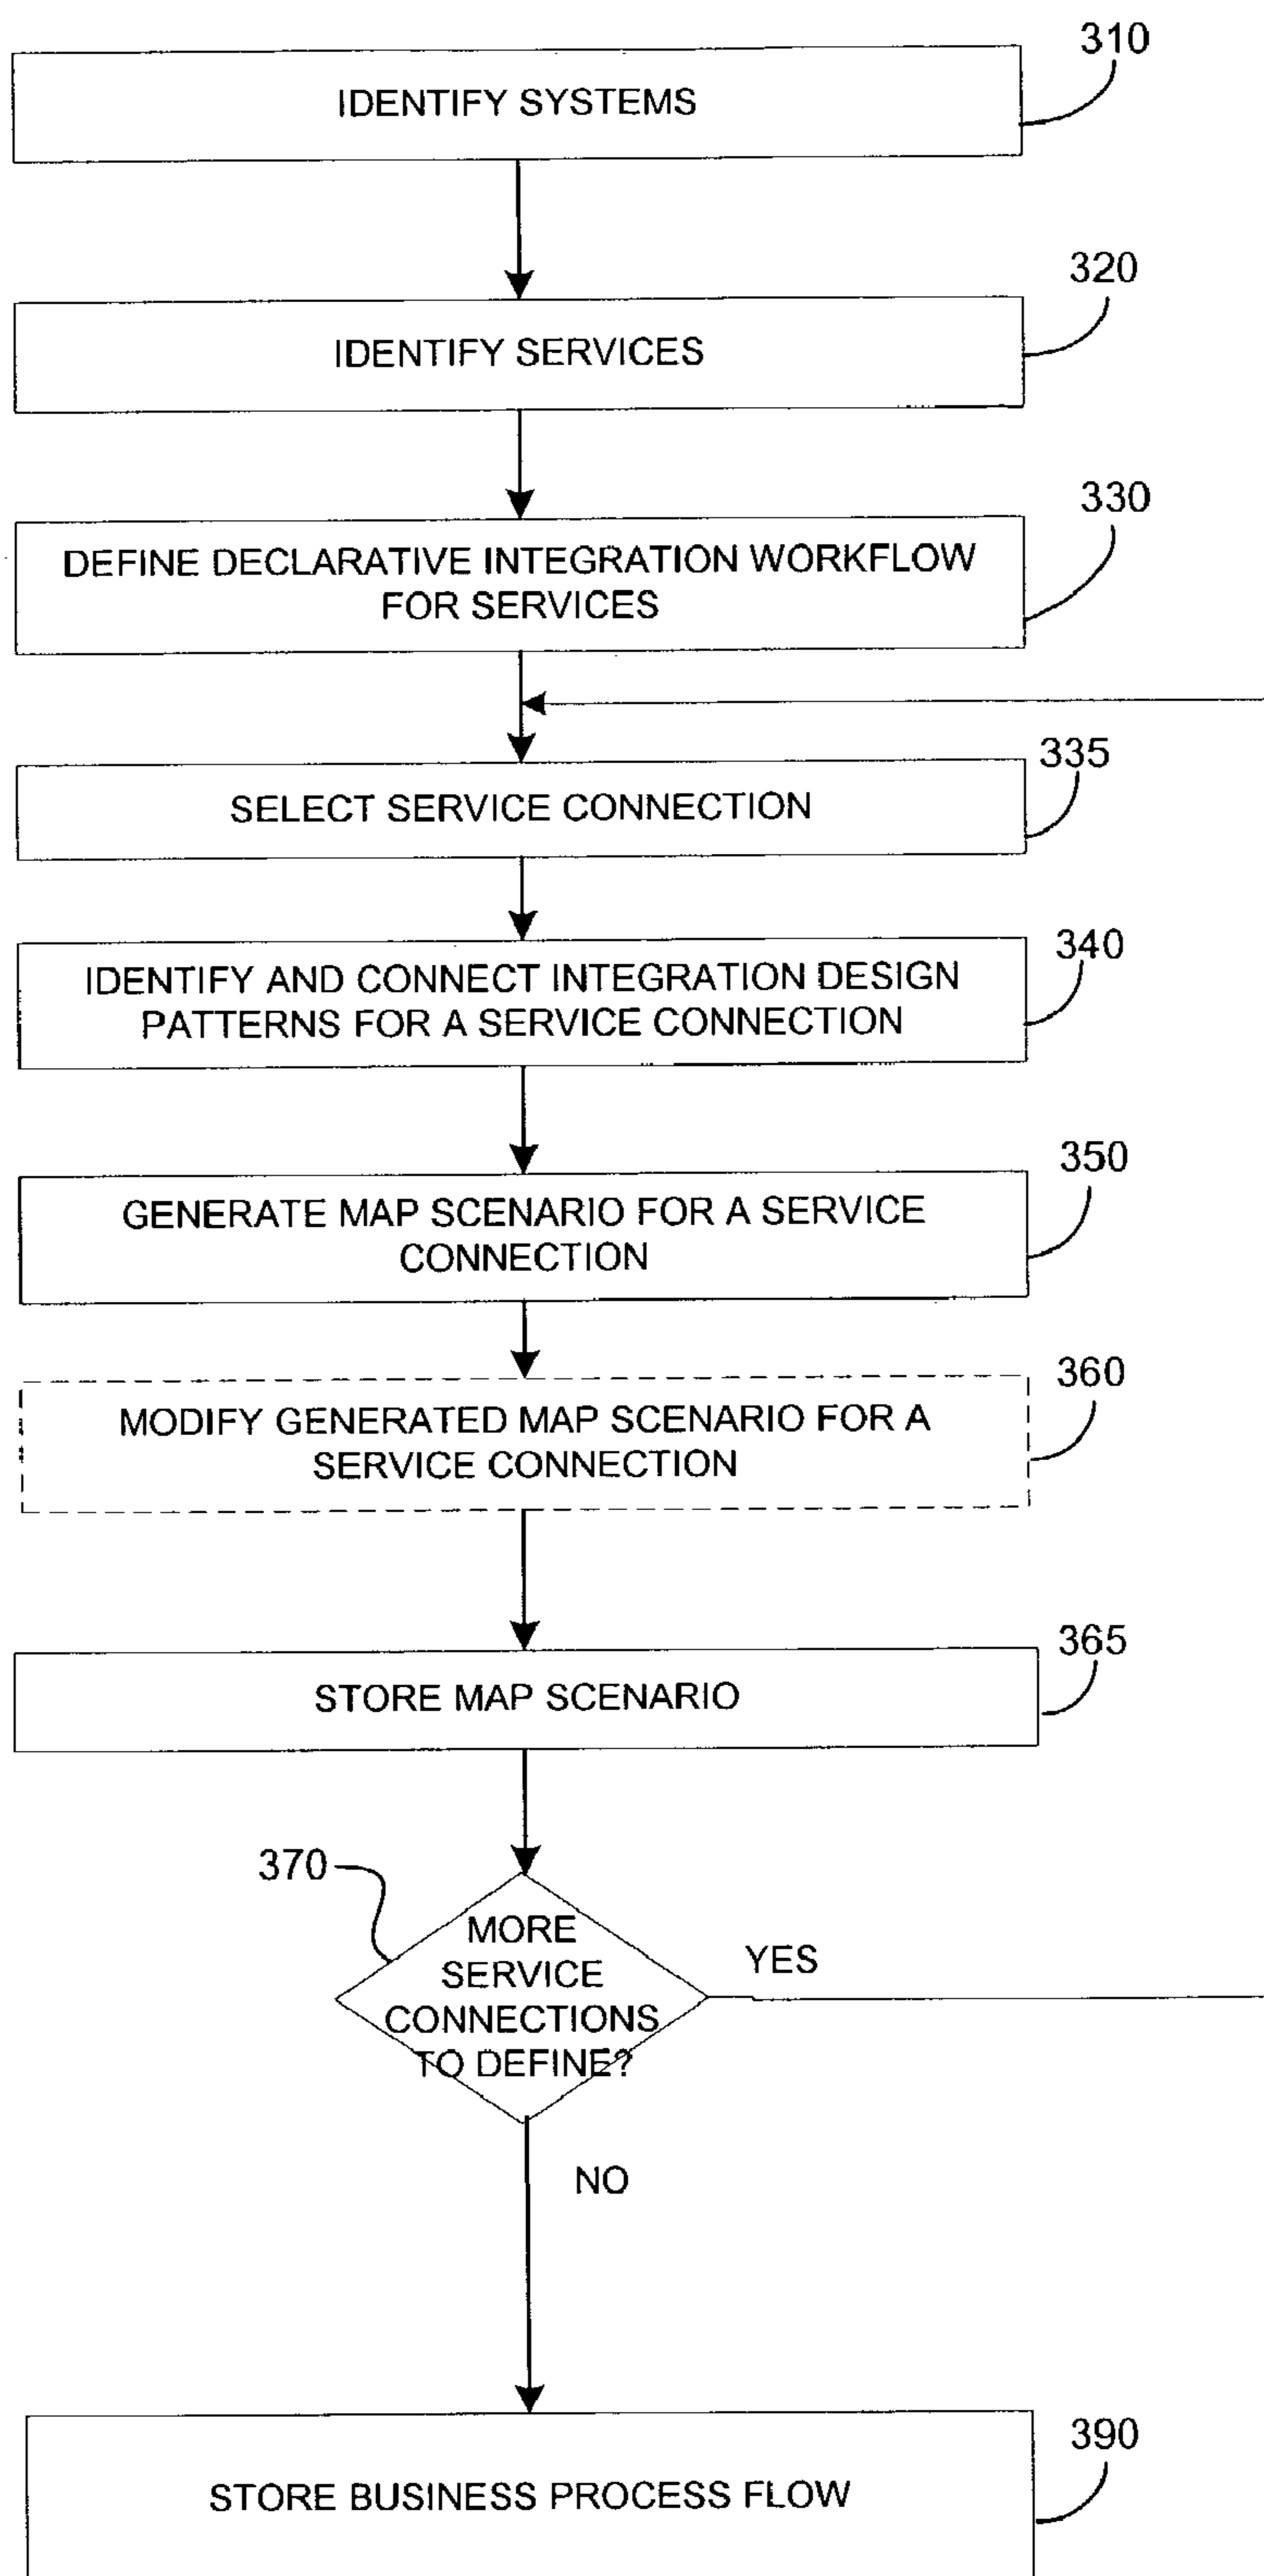 310
IDENTIFY SYSTEMS
320
IDENTIFY SERVICES
330
DEFINE DECLARATIVE INTEGRATION WORKFLOW
FOR SERVICES
335
SELECT SERVICE CONNECTION
340
IDENTIFY AND CONNECT INTEGRATION DESIGN
PATTERNS FOR A SERVICE CONNECTION
350
GENERATE MAP SCENARIO FOR A SERVICE
CONNECTION
360
MODIFY GENERATED MAP SCENARIO FOR A
SERVICE CONNECTION
365
STORE MAP SCENARIO
370
MORE
SERVICE
CONNECTIONS
TO DEFINE?
YES
NO
390
STORE BUSINESS PROCESS FLOW